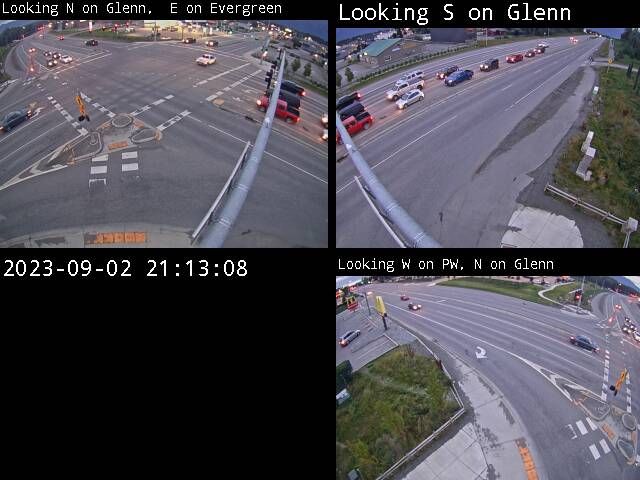 Looking N on Glenn, E on Evergreen
Looking S on Glenn
2023-09-02 21:13:08
Looking W on PW, N on Glenn